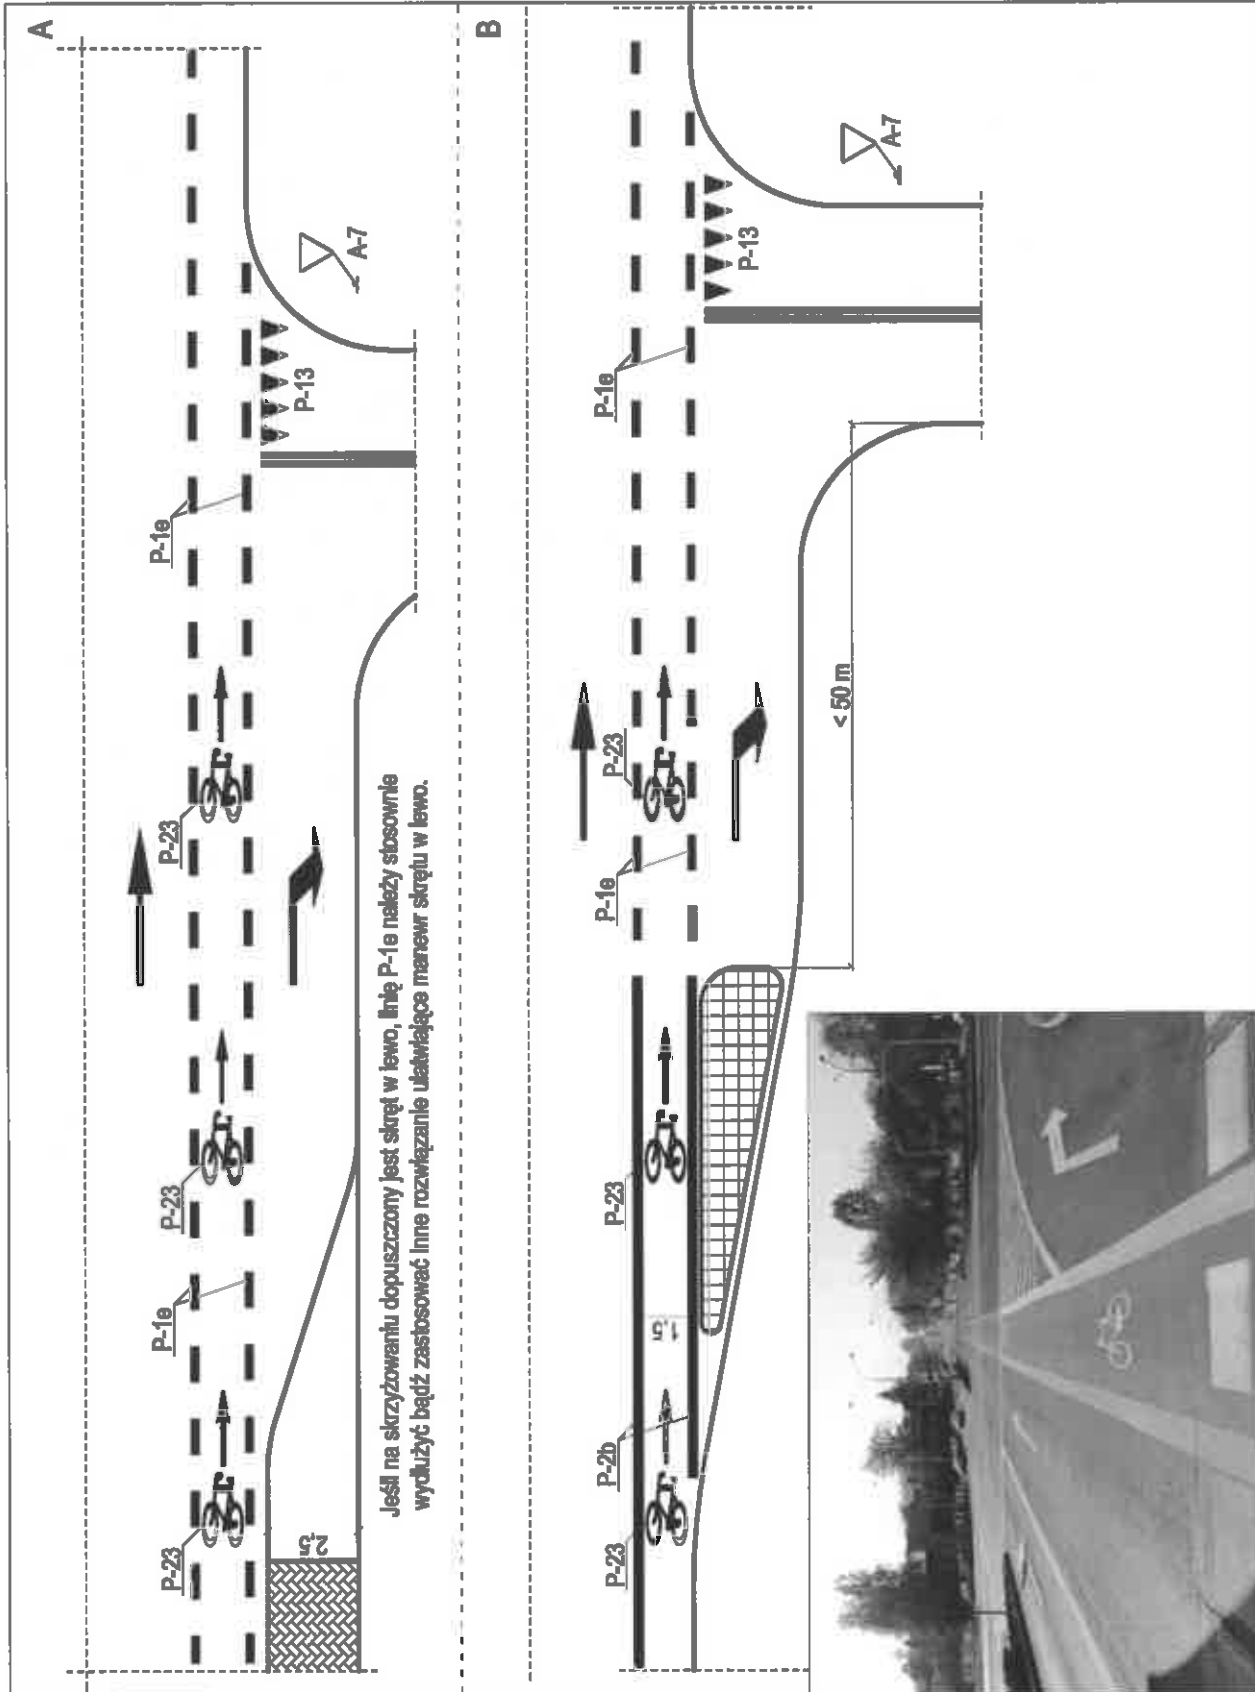 A
P-23
P-1e
P-23
P-23
P-1e
P-13
A-7
2,5
Jeśli na skrzyżowaniu dopuszczony jest skręt w lewo, linię P-1e należy stosownie
wydłużyć bądź zastosować inne rozwiązanie ułatwiające manewr skrętu w lewo.
B
P-23
P-2b
P-23
P-1e
P-23
P-1e
P-13
A-7
1,5
< 50 m